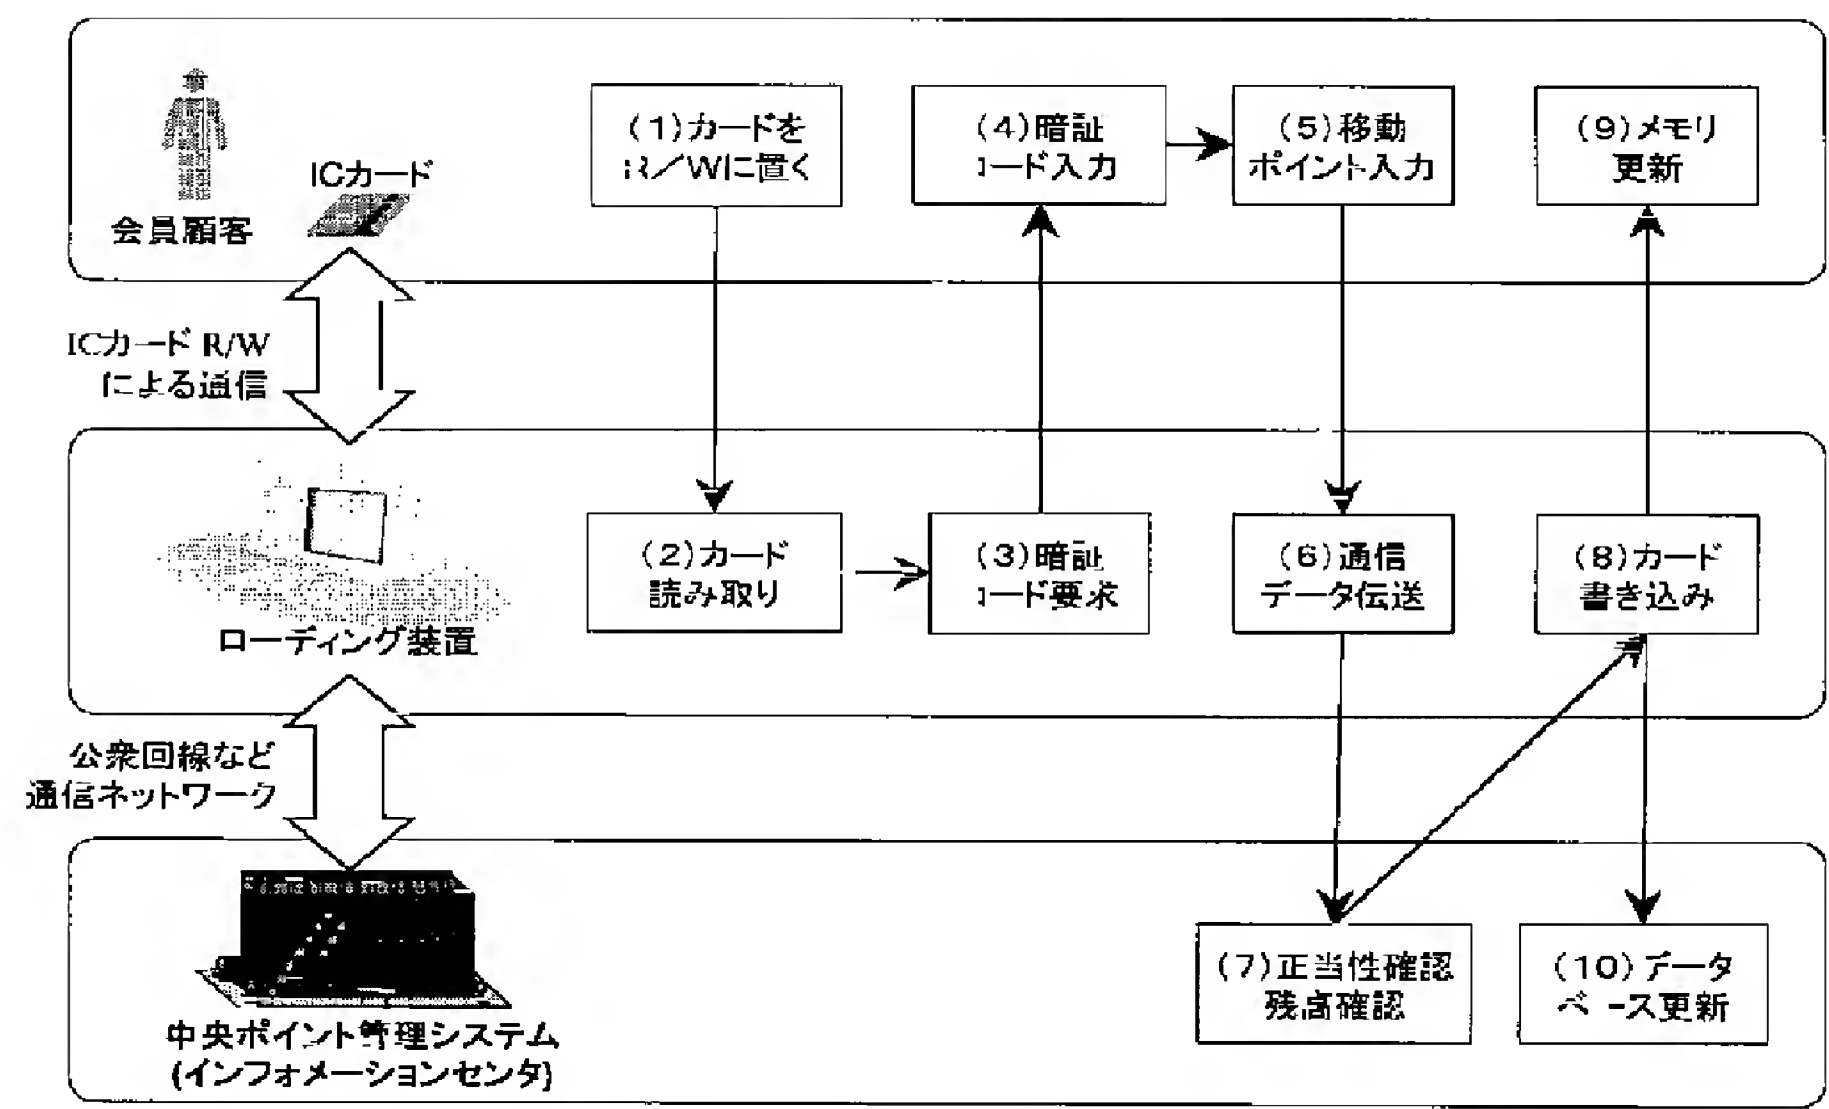 会員顧客
ICカード
(1)カードを
R/Wに置く
(4)暗証
コード入力
(5)移動
ポイント入力
(9)メモリ
更新
ICカード R/W
による通信
ローディング装置
(2)カード
読み取り
(3)暗証
コード要求
(6)通信
データ伝送
(8)カード
書き込み
公衆回線など
通信ネットワーク
中央ポイント管理システム
(インフォメーションセンタ)
(7)正当性確認
残高確認
(10)データ
ベース更新